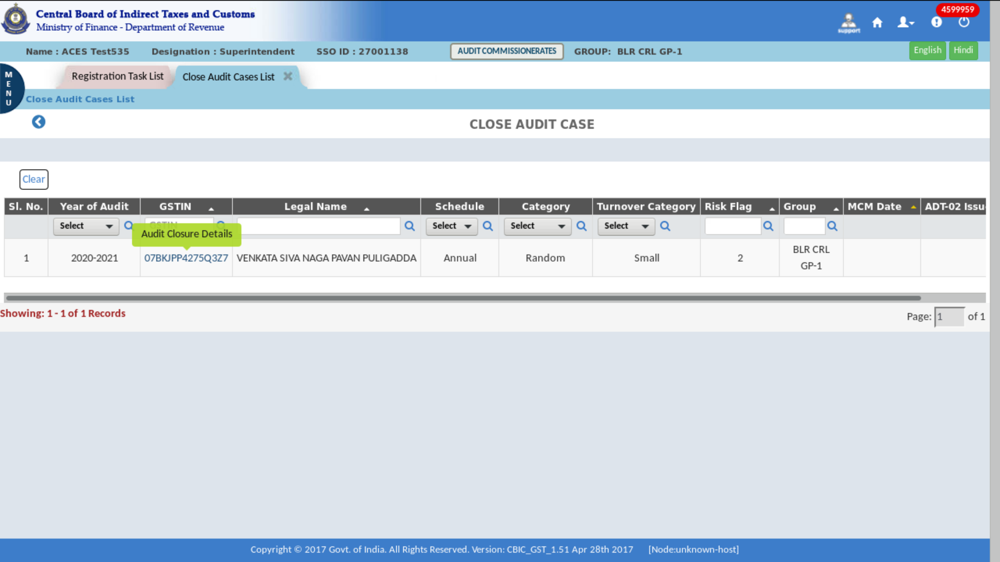 Central Board of Indirect Taxes and Customs
Ministry of Finance - Department of Revenue
support
4599959
Name : ACES Test535 Designation : Superintendent SSO ID : 27001138 AUDIT COMMISSIONERATES GROUP: BLR CRL GP-1 English Hindi
MENU
Registration Task List Close Audit Cases List
Close Audit Cases List
CLOSE AUDIT CASE
Clear
Sl. No. Year of Audit GSTIN Legal Name Schedule Category Turnover Category Risk Flag Group MCM Date ADT-02 Issu
Select GSTIN Select Select Select
Audit Closure Details
1 2020-2021 07BKJPP4275Q3Z7 VENKATA SIVA NAGA PAVAN PULIGADDA Annual Random Small 2 BLR CRL
GP-1
Showing: 1 - 1 of 1 Records
Page: 1 of 1
Copyright © 2017 Govt. of India. All Rights Reserved. Version: CBIC_GST_1.51 Apr 28th 2017 [Node:unknown-host]